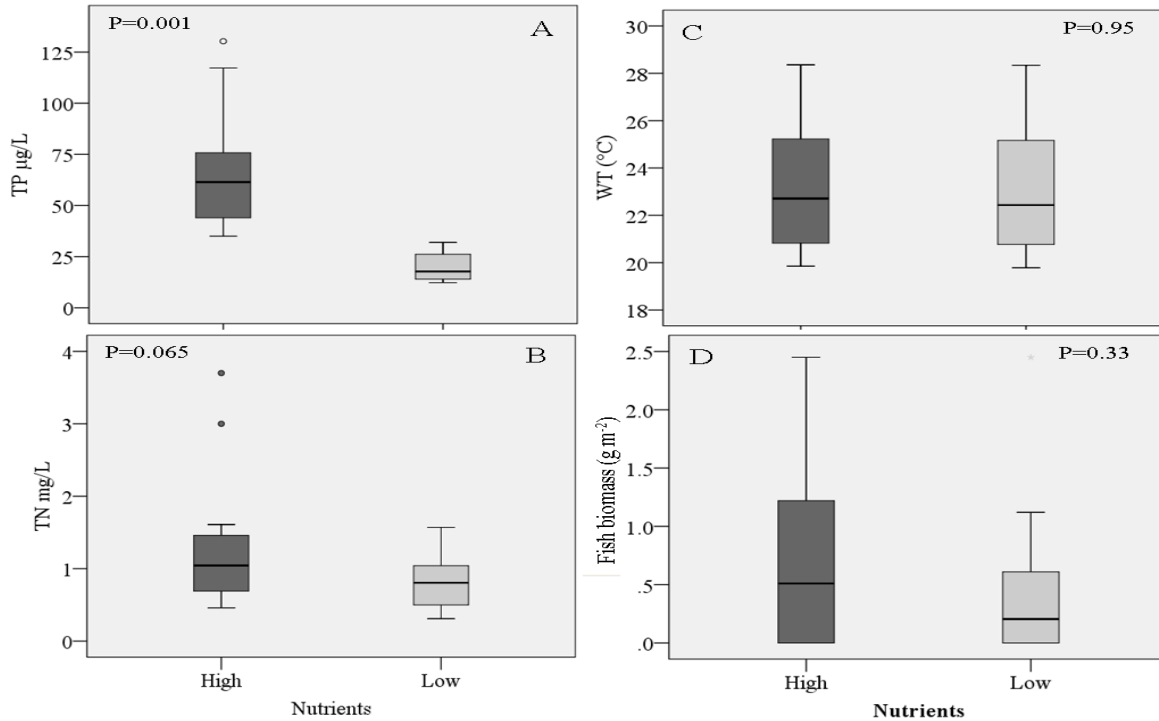 P=0.001
A
125
100
75
50
25
0
TP µg/L
C
P=0.95
30
28
26
24
22
20
18
WT (°C)
P=0.065
B
4
3
2
1
0
TN mg/L
High
Low
Nutrients
D
P=0.33
2.5
2.0
1.5
1.0
.5
.0
Fish biomass (g m-2)
High
Low
Nutrients